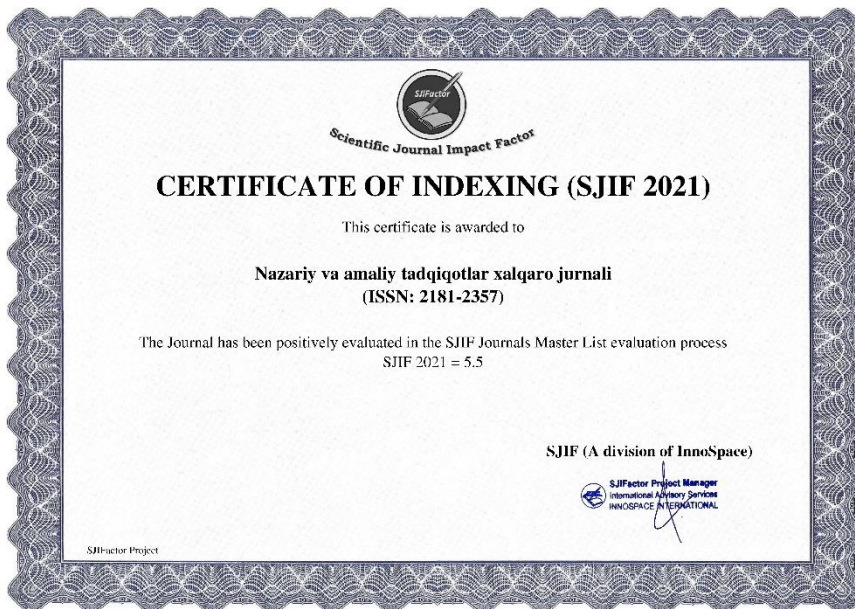 SJIFactor
Scientific Journal Impact Factor
CERTIFICATE OF INDEXING (SJIF 2021)
This certificate is awarded to
Nazariy va amaliy tadqiqotlar xalqaro jurnali
(ISSN: 2181-2357)
The Journal has been positively evaluated in the SJIF Journals Master List evaluation process
SJIF 2021 = 5.5
SJIF (A division of InnoSpace)
SJIFactor Project Manager
International Advisory Services
INNOSPACE INTERNATIONAL
SJIFactor Project